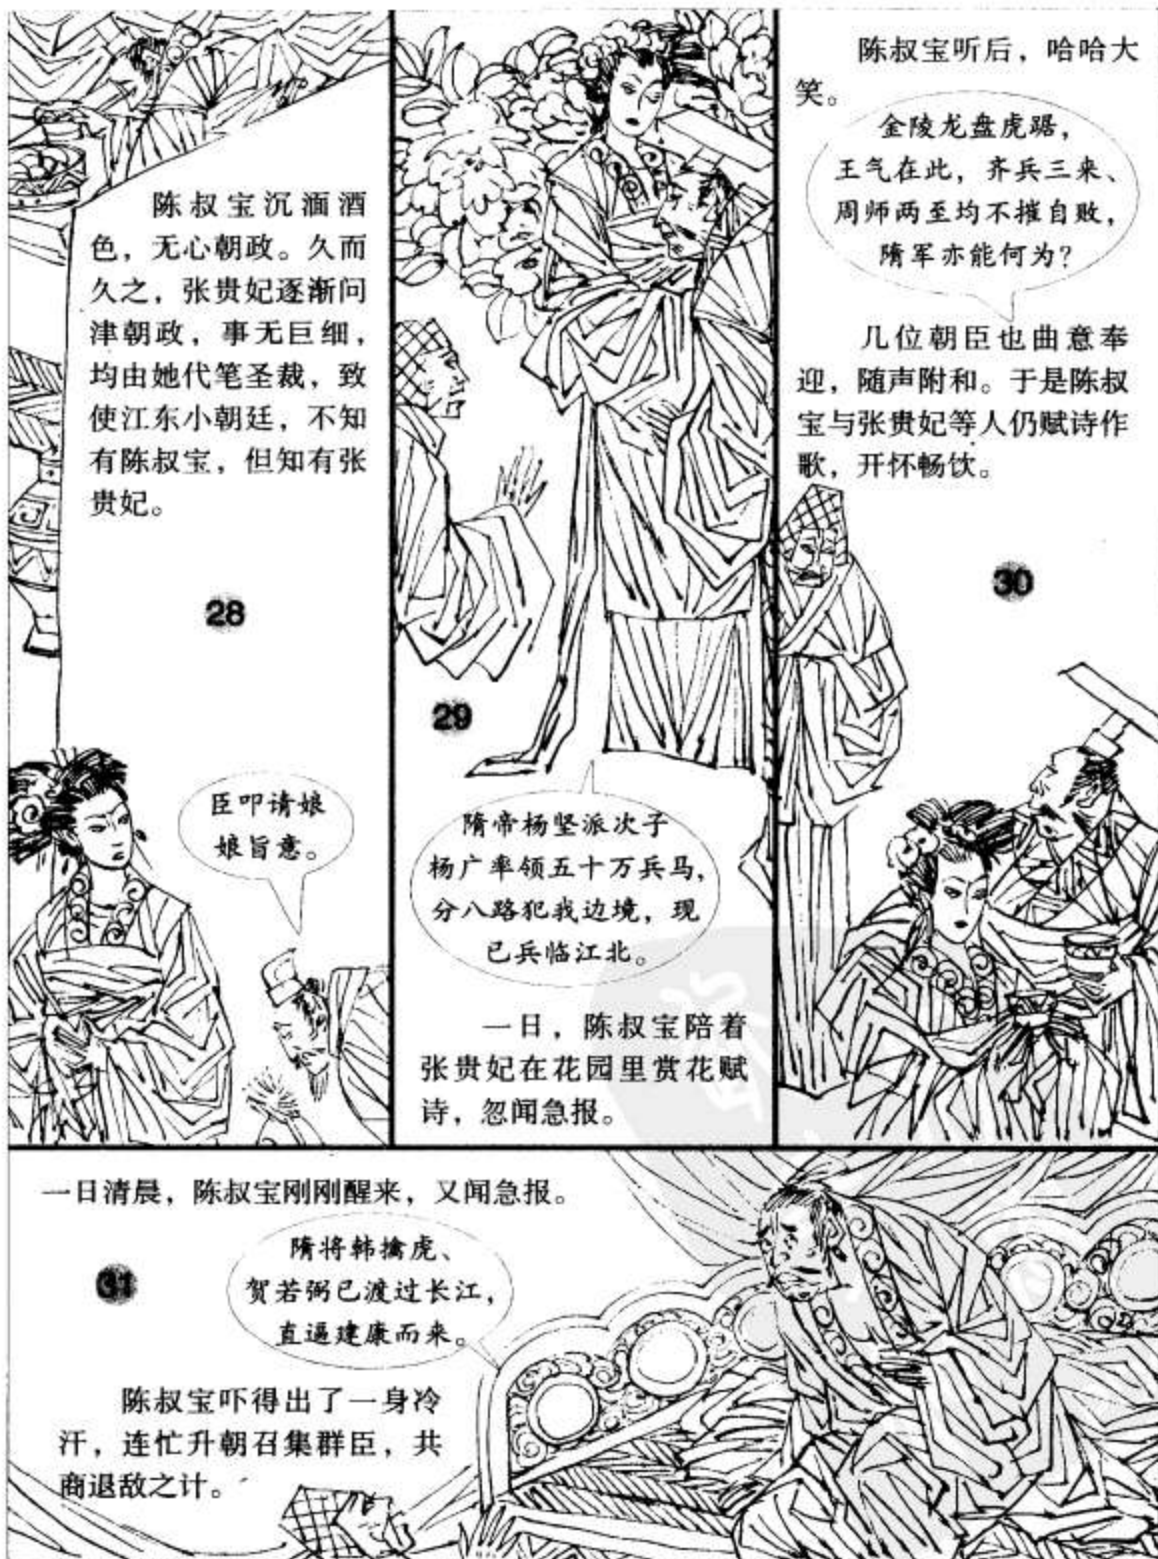 陈叔宝沉湎酒
色，无心朝政。久而
久之，张贵妃逐渐问
津朝政，事无巨细，
均由她代笔圣裁，致
使江东小朝廷，不知
有陈叔宝，但知有张
贵妃。
28
臣叩请娘
娘旨意。
29
隋帝杨坚派次子
杨广率领五十万兵马，
分八路犯我边境，现
已兵临江北。
一日，陈叔宝陪着
张贵妃在花园里赏花赋
诗，忽闻急报。
陈叔宝听后，哈哈大
笑。
金陵龙盘虎踞，
王气在此，齐兵三来、
周师两至均不摧自败，
隋军亦能何为？
几位朝臣也曲意奉
迎，随声附和。于是陈叔
宝与张贵妃等人仍赋诗作
歌，开怀畅饮。
30
一日清晨，陈叔宝刚刚醒来，又闻急报。
隋将韩擒虎、
贺若弼已渡过长江，
直逼建康而来。
31
陈叔宝吓得出了一身冷
汗，连忙升朝召集群臣，共
商退敌之计。